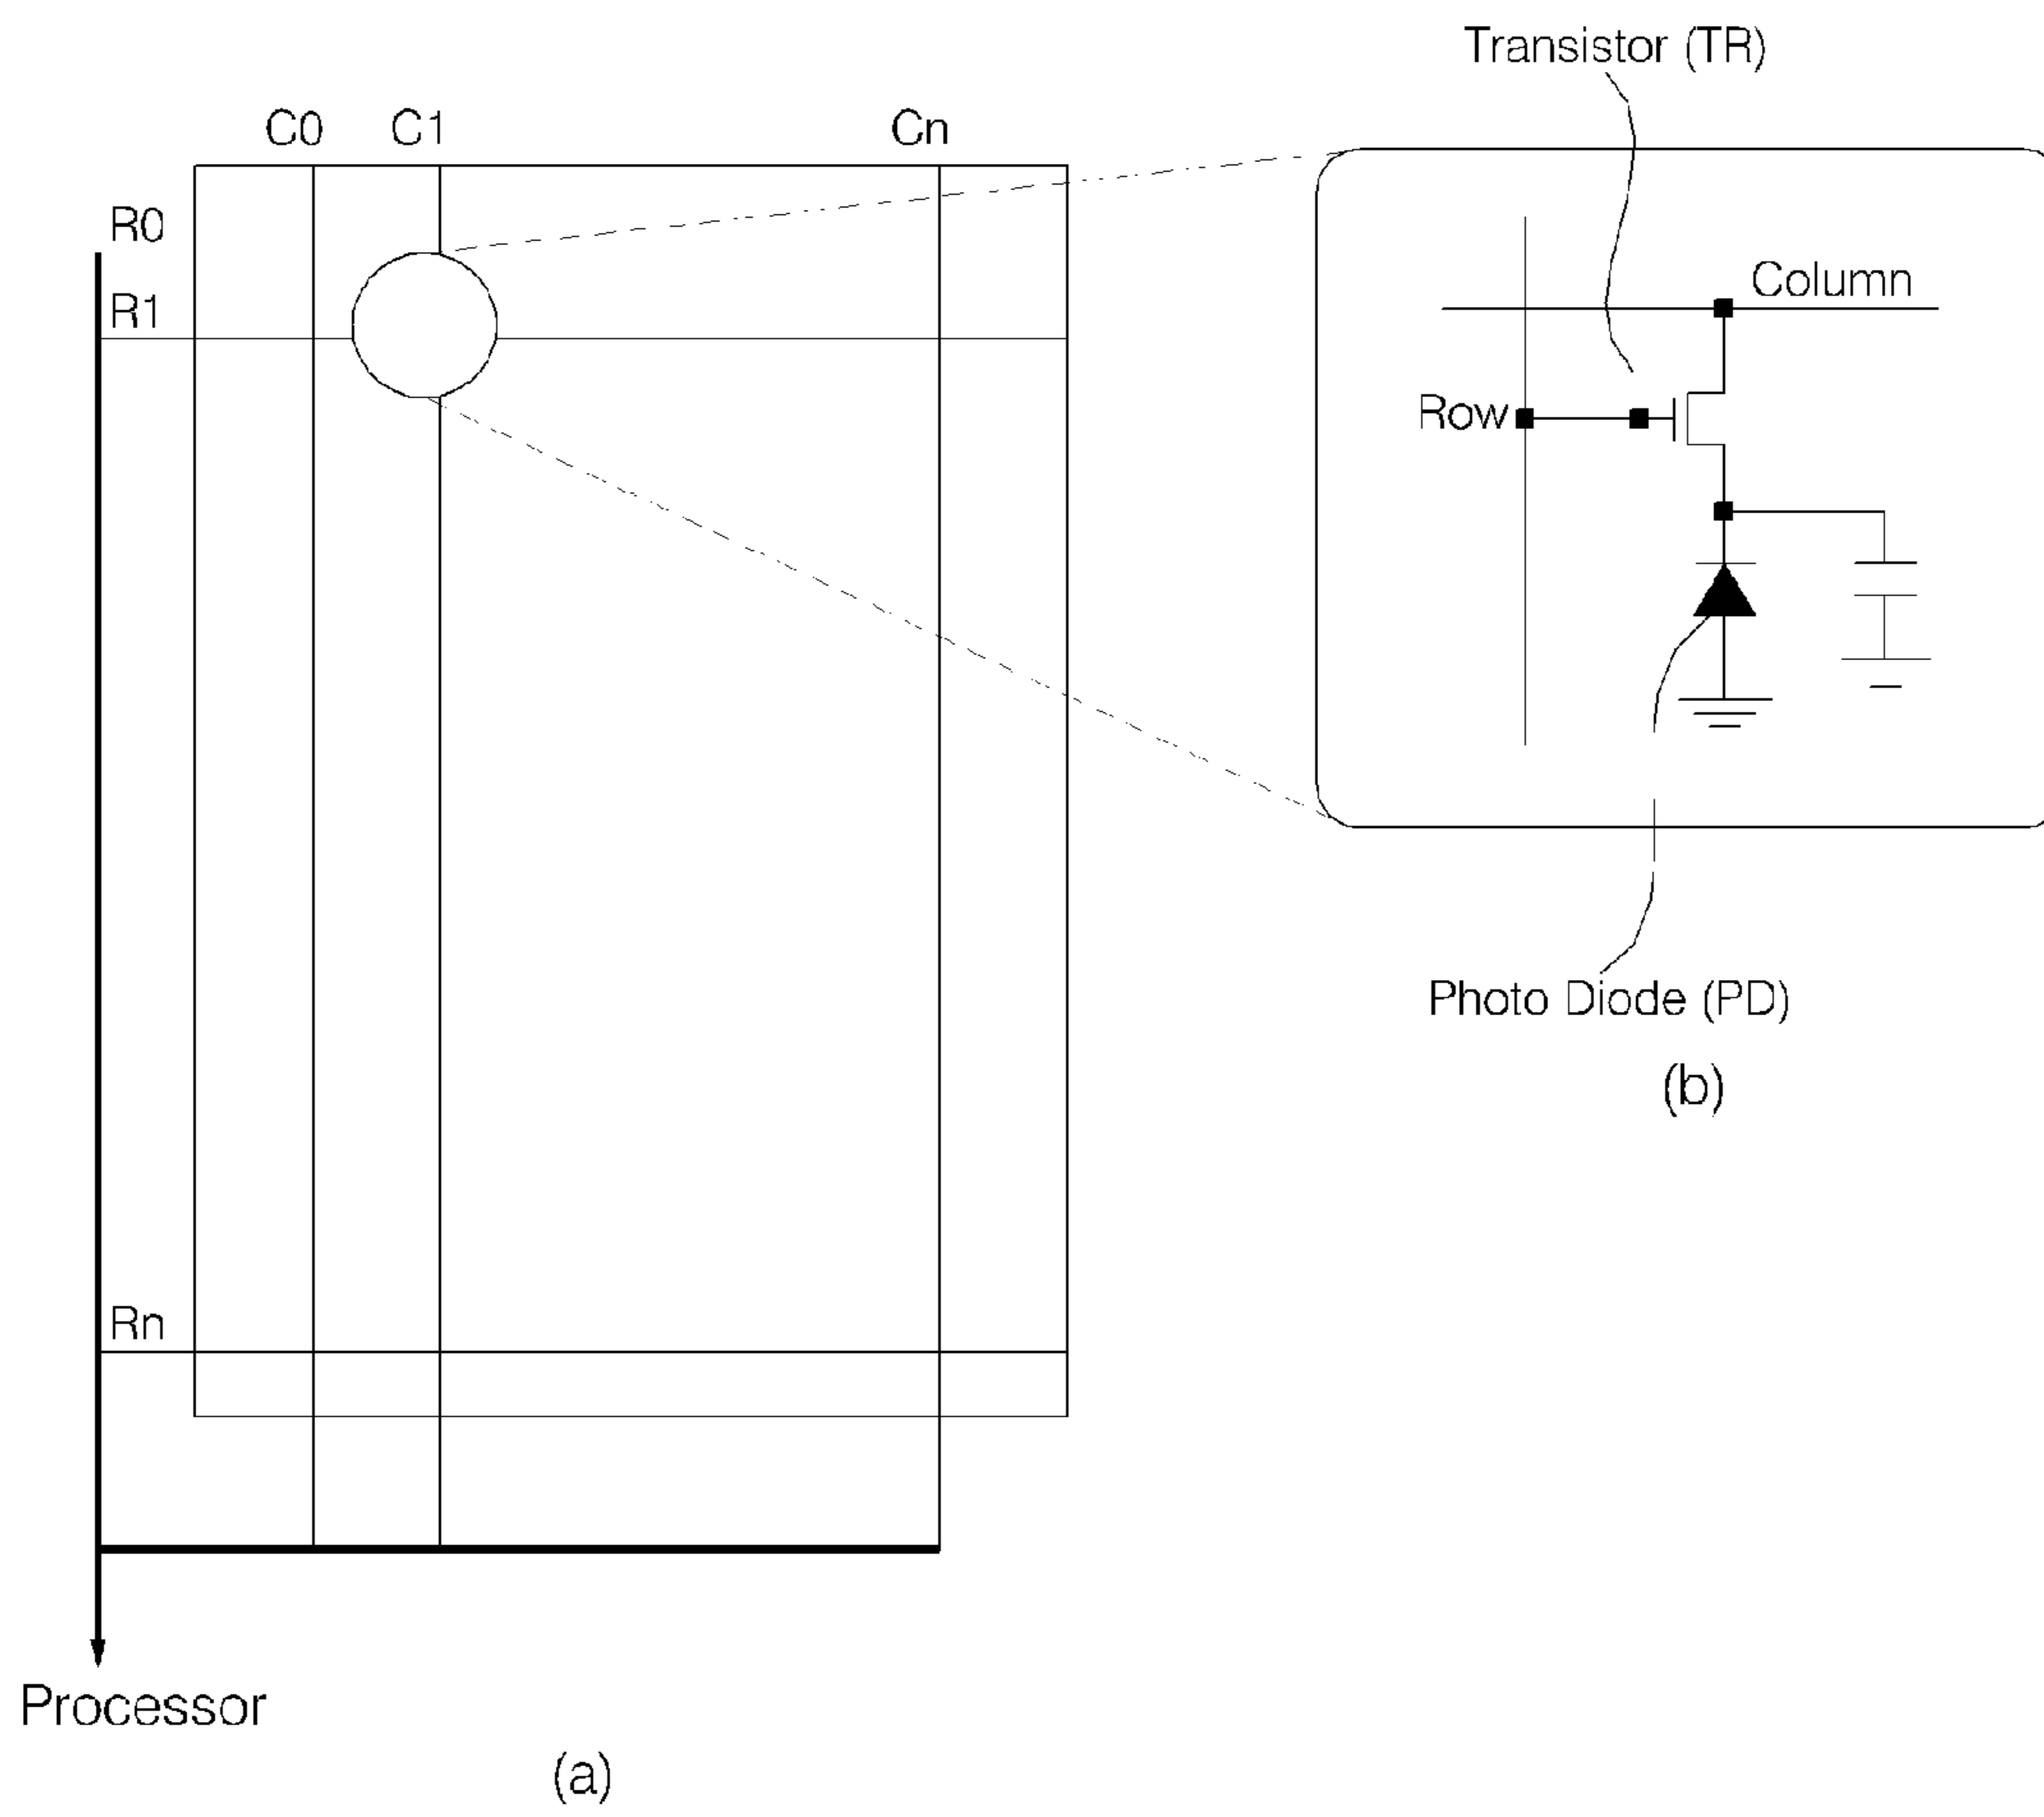 Transistor (TR)
C0
C1
Cn
R0
R1
Column
Row
Photo Diode (PD)
(b)
Rn
Processor
(a)